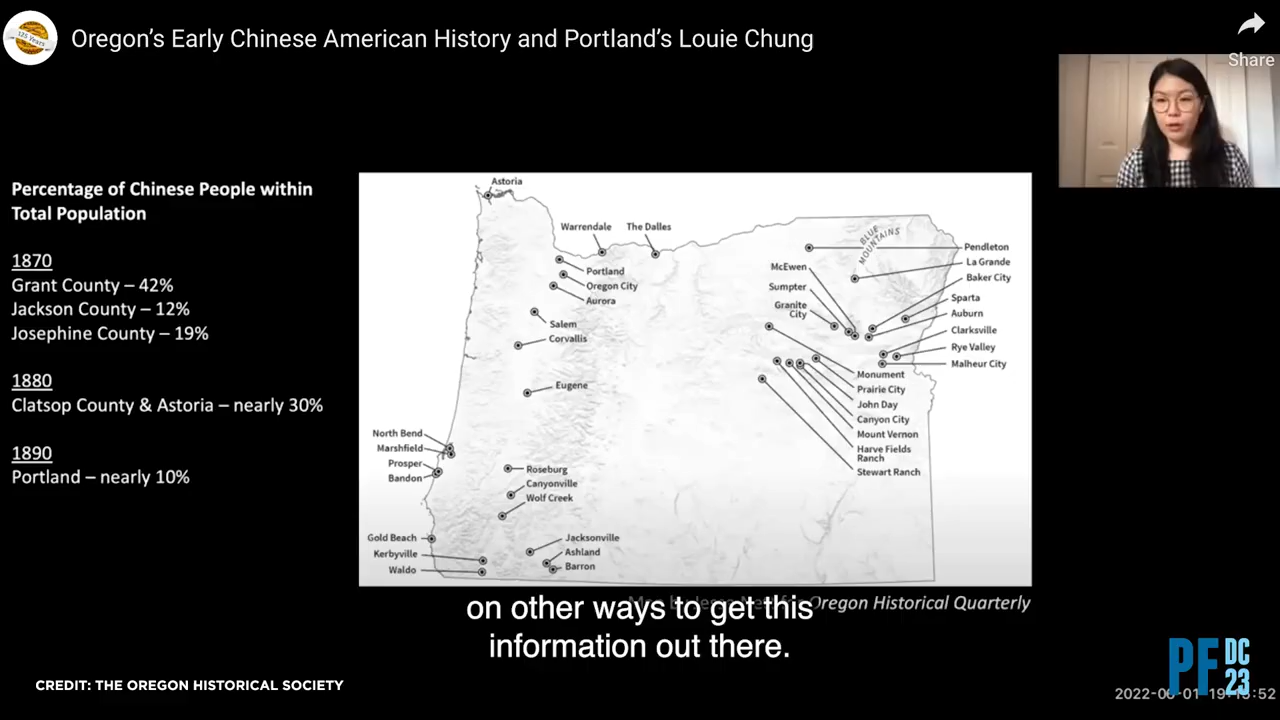 125 Years
Oregon’s Early Chinese American History and Portland’s Louie Chung
Share
Percentage of Chinese People within
Total Population
1870
Grant County – 42%
Jackson County – 12%
Josephine County – 19%
1880
Clatsop County & Astoria – nearly 30%
1890
Portland – nearly 10%
Astoria
Warrendale
The Dalles
Portland
Oregon City
Aurora
Salem
Corvallis
Eugene
North Bend
Marshfield
Prosper
Bandon
Roseburg
Canyonville
Wolf Creek
Gold Beach
Kerbyville
Waldo
Jacksonville
Ashland
Barron
BLUE
MOUNTAINS
McEwen
Sumpter
Granite
City
Pendleton
La Grande
Baker City
Sparta
Auburn
Clarksville
Rye Valley
Malheur City
Monument
Prairie City
John Day
Canyon City
Mount Vernon
Harve Fields
Ranch
Stewart Ranch
Oregon Historical Quarterly
on other ways to get this
information out there.
CREDIT: THE OREGON HISTORICAL SOCIETY
PF DC
23